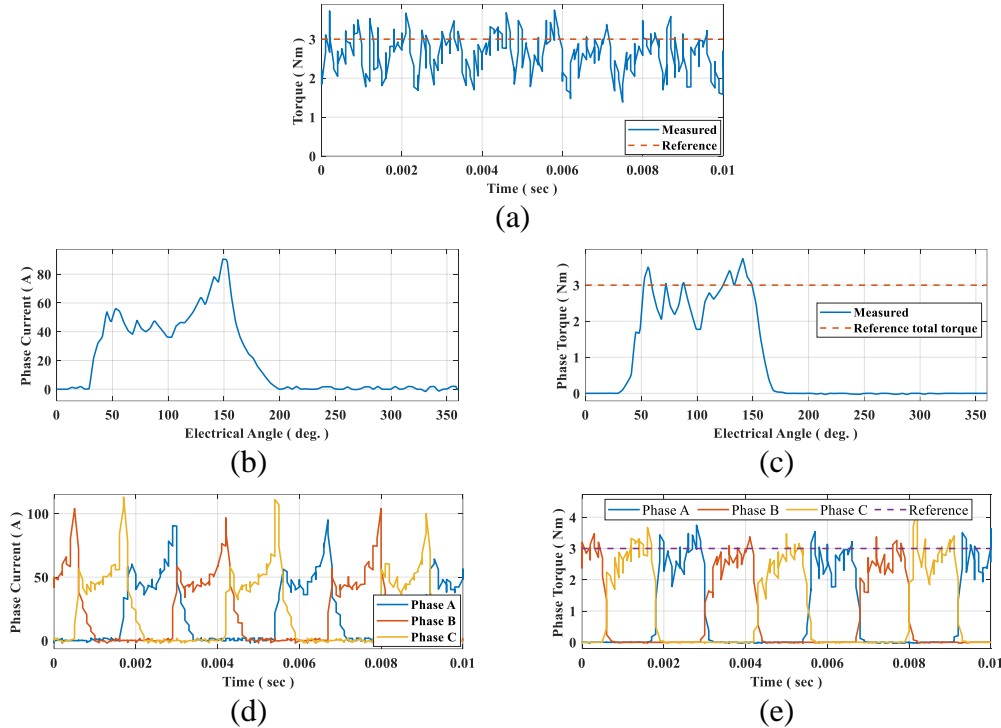 Torque ( Nm )
3
2
1
0
Measured
Reference
0 0.002 0.004 0.006 0.008 0.01
Time ( sec )
(a)
Phase Current ( A )
80
60
40
20
0
0 50 100 150 200 250 300 350
Electrical Angle ( deg. )
(b)
Phase Torque ( Nm )
4
3
2
1
0
Measured
Reference total torque
0 50 100 150 200 250 300 350
Electrical Angle ( deg. )
(c)
Phase Current ( A )
100
50
0
Phase A
Phase B
Phase C
0 0.002 0.004 0.006 0.008 0.01
Time ( sec )
(d)
Phase Torque ( Nm )
Phase A Phase B Phase C Reference
4
3
2
1
0
0 0.002 0.004 0.006 0.008 0.01
Time ( sec )
(e)